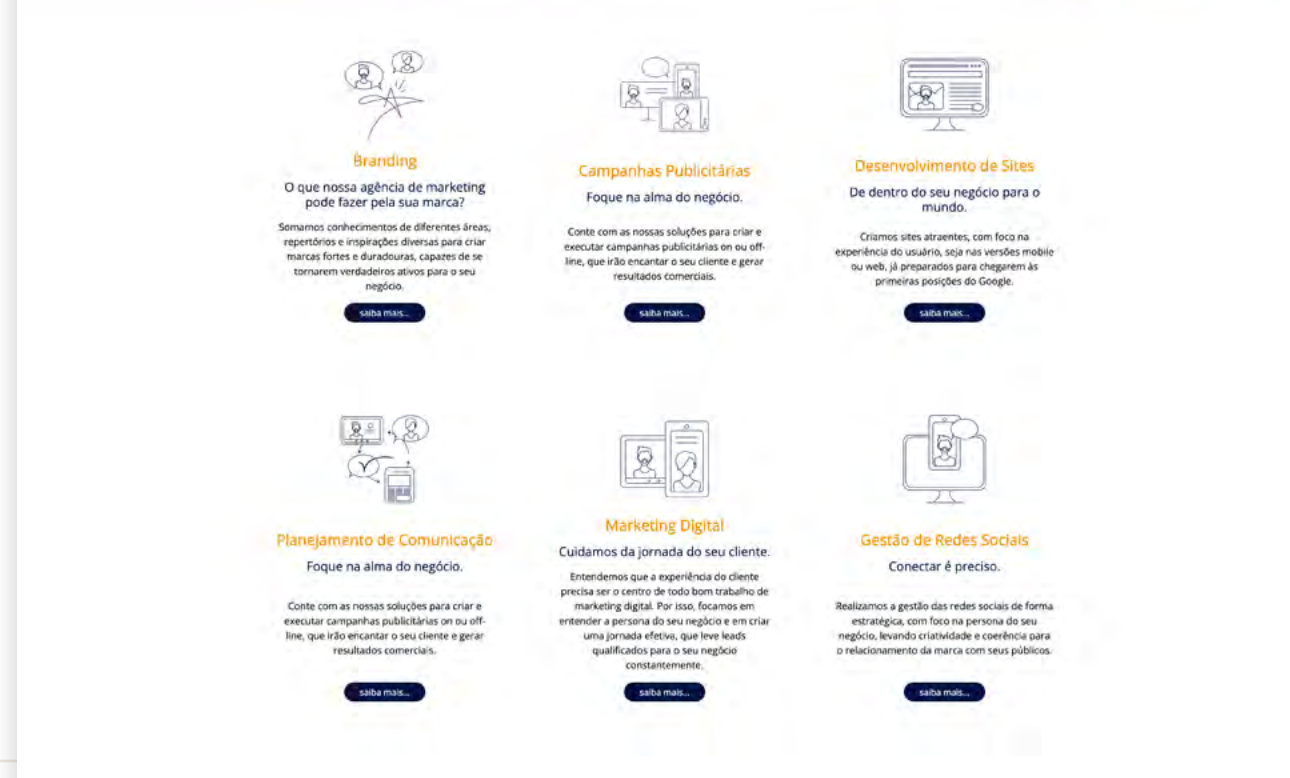 Branding
O que nossa agência de marketing
pode fazer pela sua marca?
Somamos conhecimentos de diferentes áreas,
repertórios e inspirações diversas para criar
marcas fortes e duradouras, capazes de se
tornarem verdadeiros ativos para o seu
negócio.
saiba mais...
Campanhas Publicitárias
Foque na alma do negócio.
Conte com as nossas soluções para criar e
executar campanhas publicitárias on ou off-
line, que irão encantar o seu cliente e gerar
resultados comerciais.
saiba mais...
Desenvolvimento de Sites
De dentro do seu negócio para o
mundo.
Criamos sites atraentes, com foco na
experiência do usuário, seja nas versões mobile
ou web, já preparados para chegarem às
primeiras posições do Google.
saiba mais...
Planejamento de Comunicação
Foque na alma do negócio.
Conte com as nossas soluções para criar e
executar campanhas publicitárias on ou off-
line, que irão encantar o seu cliente e gerar
resultados comerciais.
saiba mais...
Marketing Digital
Cuidamos da jornada do seu cliente.
Entendemos que a experiência do cliente
precisa ser o centro de todo bom trabalho de
marketing digital. Por isso, focamos em
entender a persona do seu negócio e em criar
uma jornada efetiva, que leve leads
qualificados para o seu negócio
constantemente.
saiba mais...
Gestão de Redes Sociais
Conectar é preciso.
Realizamos a gestão das redes sociais de forma
estratégica, com foco na persona do seu
negócio, levando criatividade e coerência para
o relacionamento da marca com seus públicos.
saiba mais...